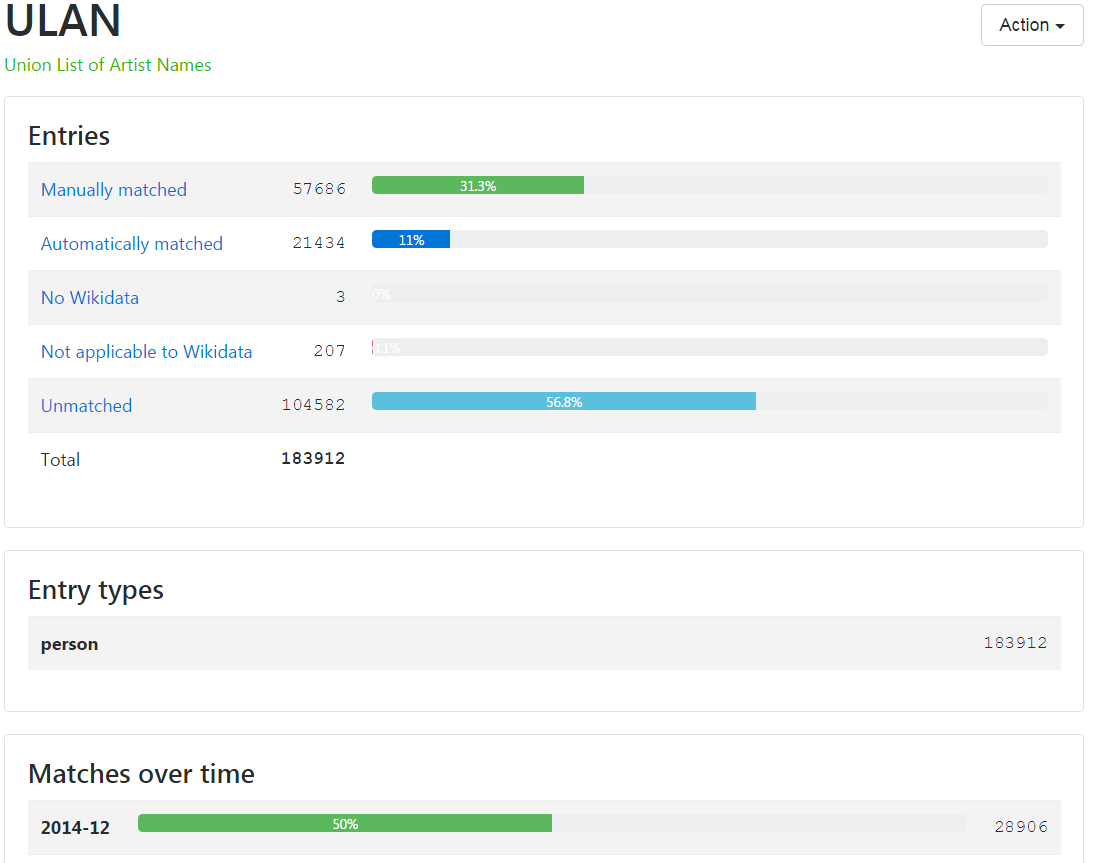 ULAN
Action
Union List of Artist Names
Entries
Manually matched 57686 31.3%
Automatically matched 21434 11%
No Wikidata 3 0%
Not applicable to Wikidata 207 0.1%
Unmatched 104582 56.8%
Total 183912
Entry types
person 183912
Matches over time
2014-12 50% 28906